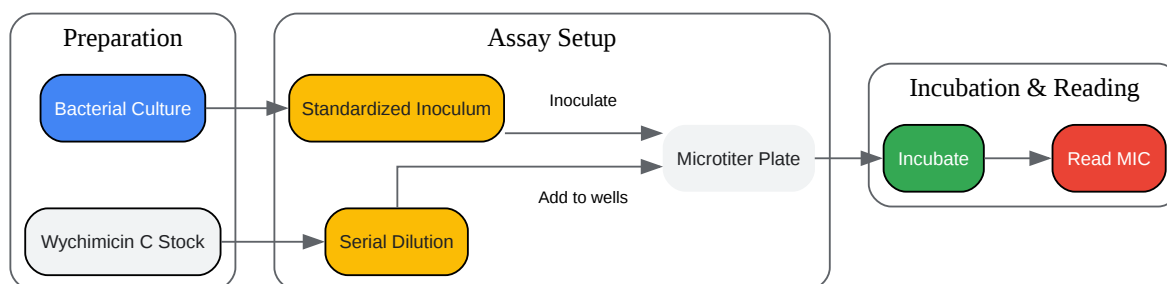 Preparation
Assay Setup
Incubation & Reading
Bacterial Culture
Standardized Inoculum
Inoculate
Microtiter Plate
Incubate
Read MIC
Add to wells
Wychimicin C Stock
Serial Dilution